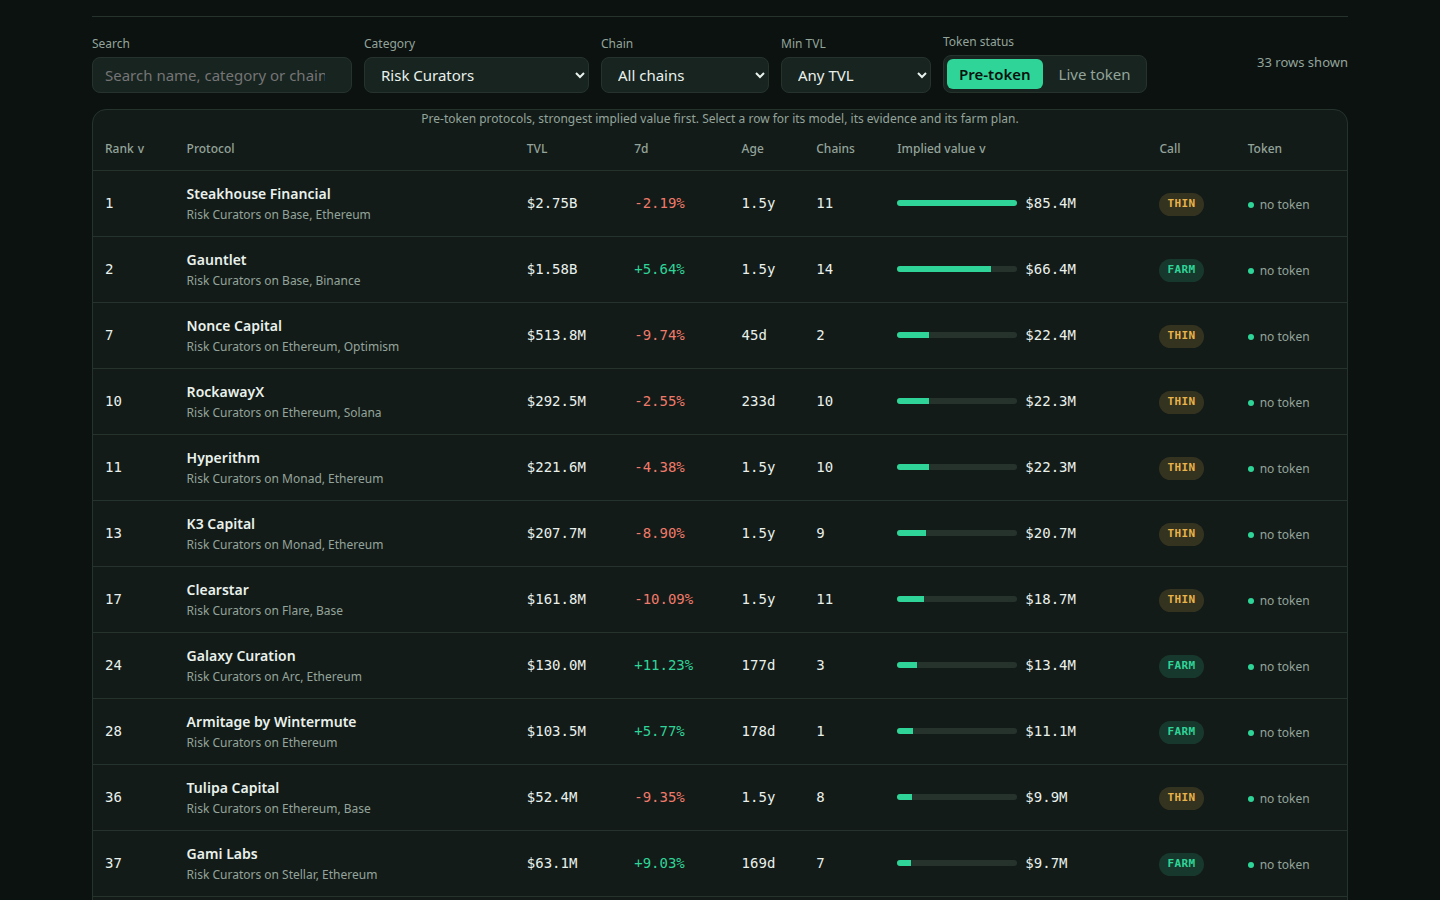 Search
Category
Chain
Min TVL
Token status
Search name, category or chain
Risk Curators
All chains
Any TVL
Pre-token
Live token
33 rows shown
Pre-token protocols, strongest implied value first. Select a row for its model, its evidence and its farm plan.
Rank v Protocol TVL 7d Age Chains Implied value v Call Token
1 Steakhouse Financial $2.75B -2.19% 1.5y 11 $85.4M THIN no token
Risk Curators on Base, Ethereum
2 Gauntlet $1.58B +5.64% 1.5y 14 $66.4M FARM no token
Risk Curators on Base, Binance
7 Nonce Capital $513.8M -9.74% 45d 2 $22.4M THIN no token
Risk Curators on Ethereum, Optimism
10 RockawayX $292.5M -2.55% 233d 10 $22.3M THIN no token
Risk Curators on Ethereum, Solana
11 Hyperithm $221.6M -4.38% 1.5y 10 $22.3M THIN no token
Risk Curators on Monad, Ethereum
13 K3 Capital $207.7M -8.90% 1.5y 9 $20.7M THIN no token
Risk Curators on Monad, Ethereum
17 Clearstar $161.8M -10.09% 1.5y 11 $18.7M THIN no token
Risk Curators on Flare, Base
24 Galaxy Curation $130.0M +11.23% 177d 3 $13.4M FARM no token
Risk Curators on Arc, Ethereum
28 Armitage by Wintermute $103.5M +5.77% 178d 1 $11.1M FARM no token
Risk Curators on Ethereum
36 Tulipa Capital $52.4M -9.35% 1.5y 8 $9.9M THIN no token
Risk Curators on Ethereum, Base
37 Gami Labs $63.1M +9.03% 169d 7 $9.7M FARM no token
Risk Curators on Stellar, Ethereum